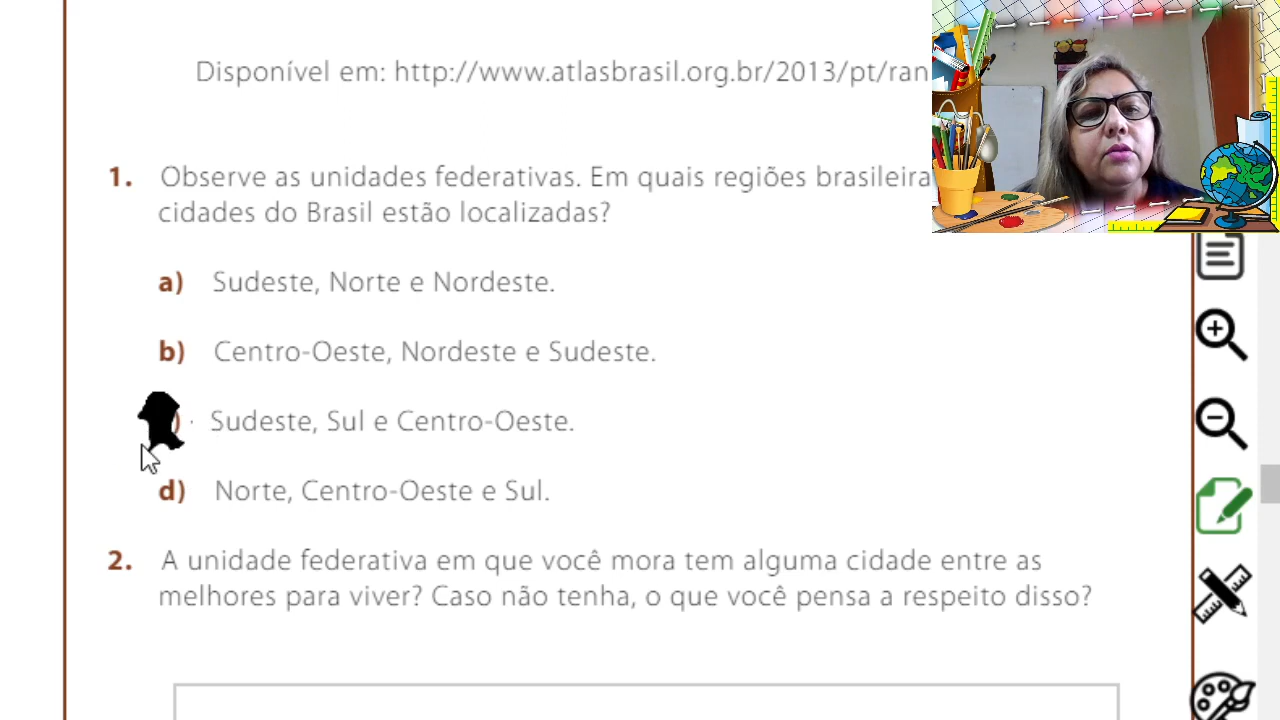 Disponível em: http://www.atlasbrasil.org.br/2013/pt/ran
1. Observe as unidades federativas. Em quais regiões brasileira
cidades do Brasil estão localizadas?
a) Sudeste, Norte e Nordeste.
b) Centro-Oeste, Nordeste e Sudeste.
) Sudeste, Sul e Centro-Oeste.
d) Norte, Centro-Oeste e Sul.
2. A unidade federativa em que você mora tem alguma cidade entre as
melhores para viver? Caso não tenha, o que você pensa a respeito disso?